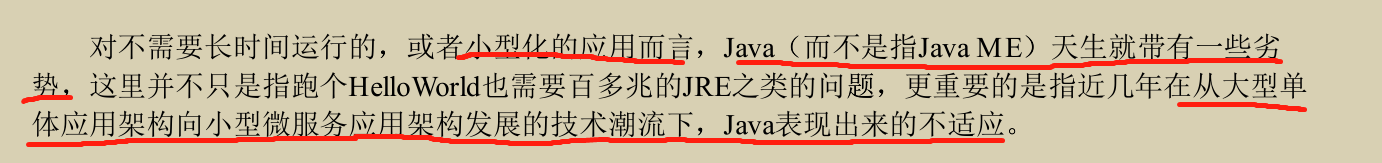 对不需要长时间运行的，或者小型化的应用而言，Java（而不是指Java ME）天生就带有一些劣
势，这里并不只是指跑个HelloWorld也需要百多兆的JRE之类的问题，更重要的是指近几年在从大型单
体应用架构向小型微服务应用架构发展的技术潮流下，Java表现出来的不适应。